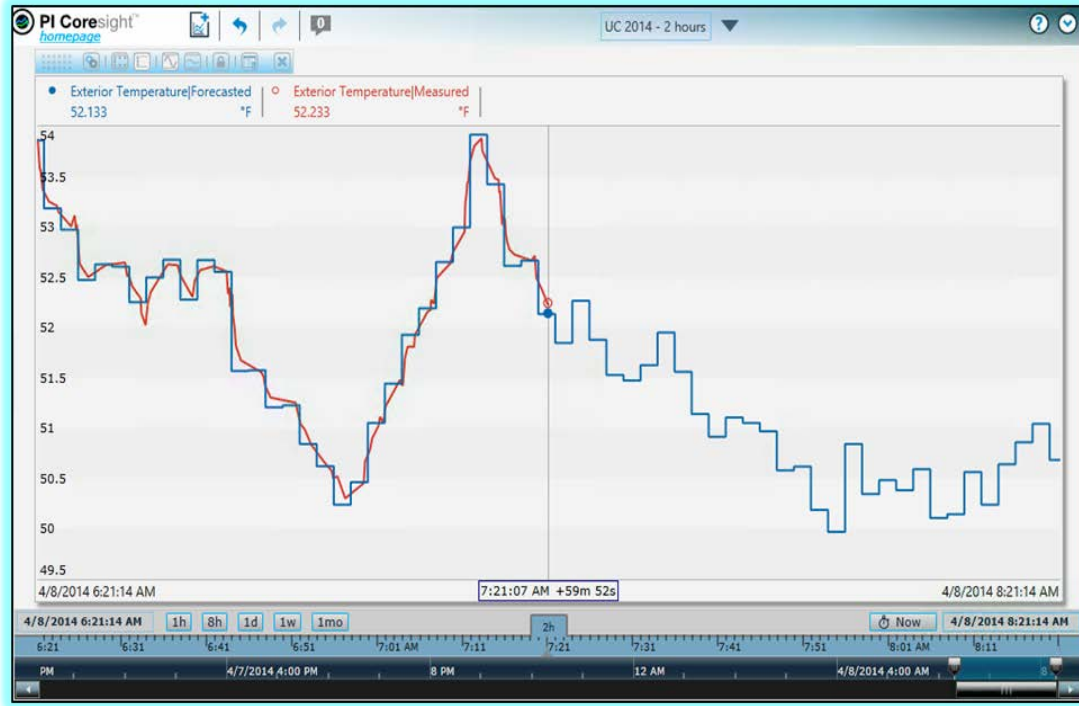 PI Coresight™
homepage
0
UC 2014 - 2 hours
?
Exterior Temperature|Forecasted
52.133 °F
Exterior Temperature|Measured
52.233 °F
54
53.5
53
52.5
52
51.5
51
50.5
50
49.5
4/8/2014 6:21:14 AM
7:21:07 AM +59m 52s
4/8/2014 8:21:14 AM
4/8/2014 6:21:14 AM 1h 8h 1d 1w 1mo 2h Now 4/8/2014 8:21:14 AM
6:21 6:31 6:41 6:51 7:01 AM 7:11 7:21 7:31 7:41 7:51 8:01 AM 8:11
PM 4/7/2014 4:00 PM 8 PM 12 AM 4/8/2014 4:00 AM 8